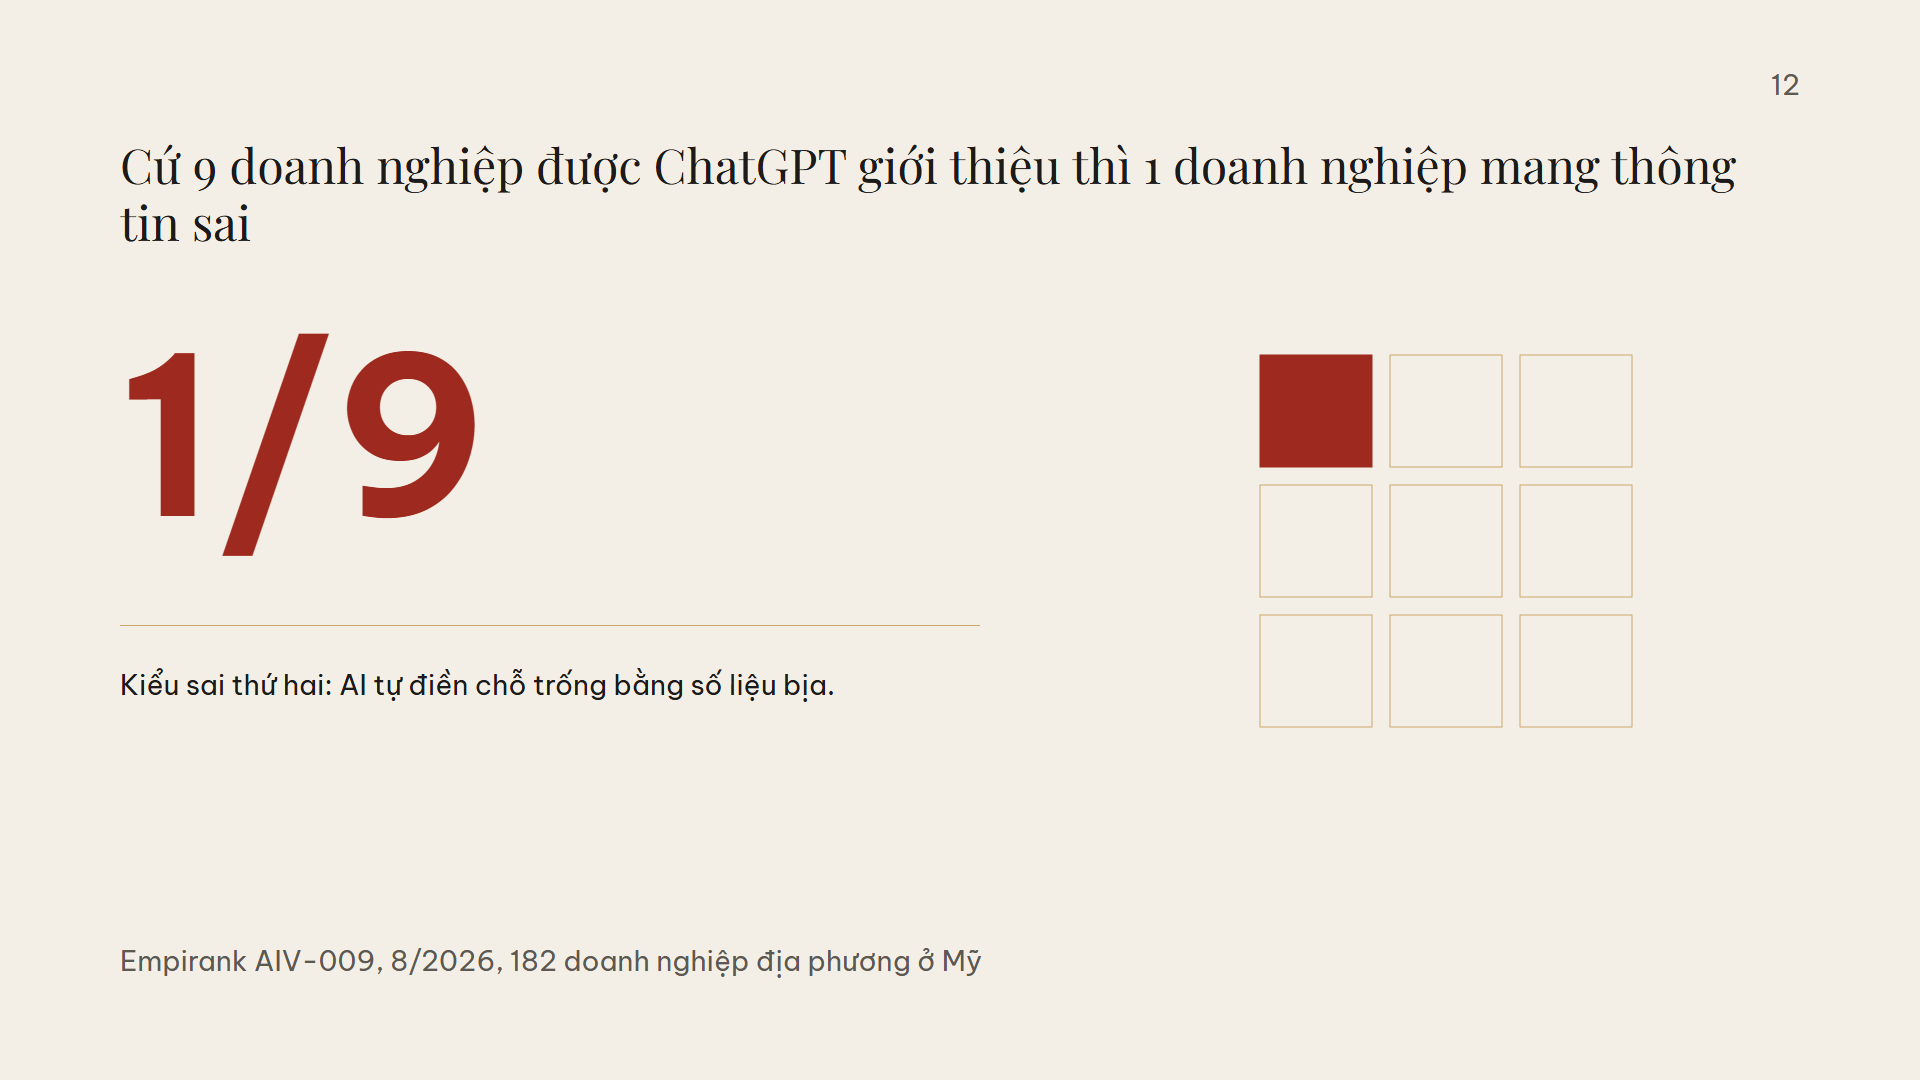 12
Cứ 9 doanh nghiệp được ChatGPT giới thiệu thì 1 doanh nghiệp mang thông
tin sai
1/9
Kiểu sai thứ hai: AI tự điền chỗ trống bằng số liệu bịa.
Empirank AIV-009, 8/2026, 182 doanh nghiệp địa phương ở Mỹ